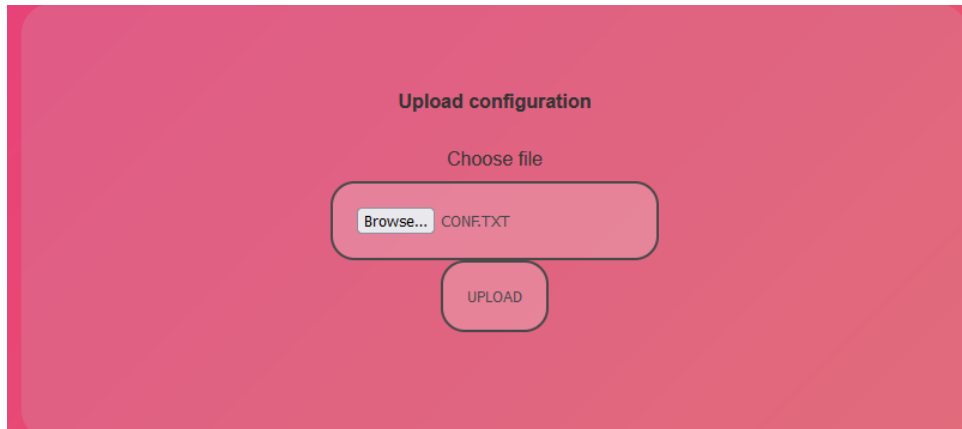 Upload configuration
Choose file
Browse... CONF.TXT
UPLOAD